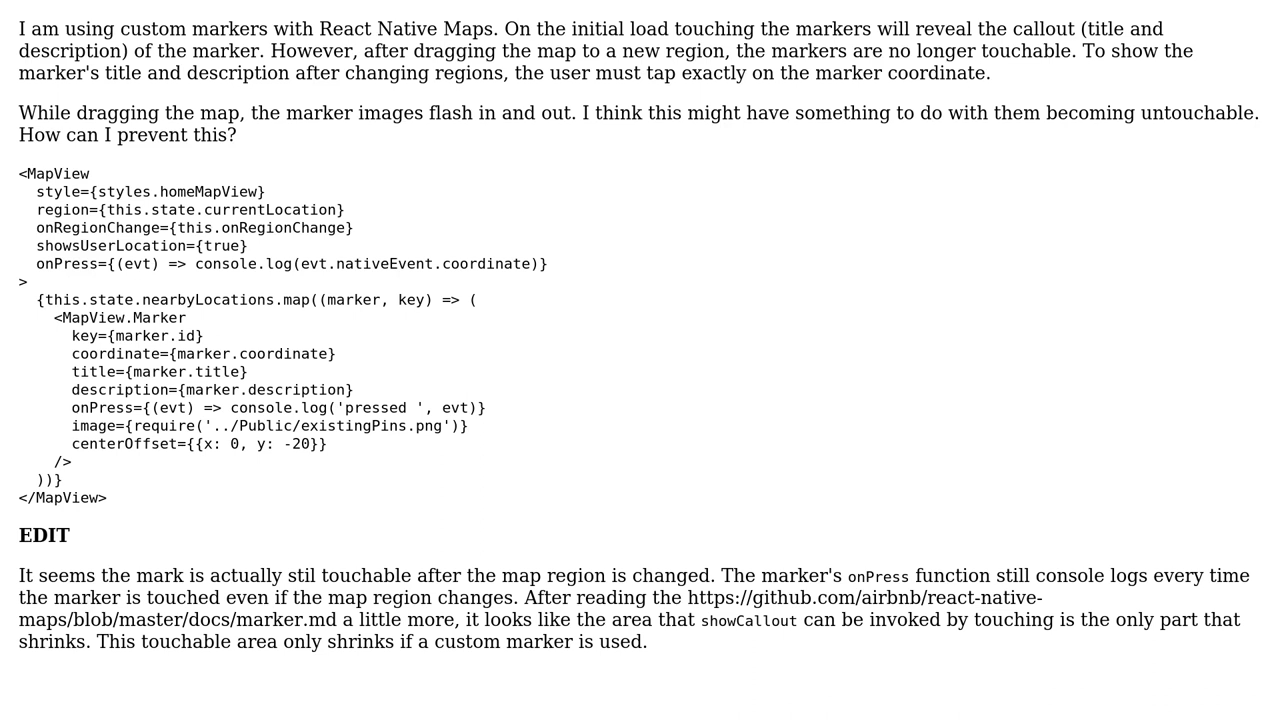 I am using custom markers with React Native Maps. On the initial load touching the markers will reveal the callout (title and
description) of the marker. However, after dragging the map to a new region, the markers are no longer touchable. To show the
marker's title and description after changing regions, the user must tap exactly on the marker coordinate.
While dragging the map, the marker images flash in and out. I think this might have something to do with them becoming untouchable.
How can I prevent this?
<MapView
  style={styles.homeMapView}
  region={this.state.currentLocation}
  onRegionChange={this.onRegionChange}
  showsUserLocation={true}
  onPress={(evt) => console.log(evt.nativeEvent.coordinate)}
>
  {this.state.nearbyLocations.map((marker, key) => (
    <MapView.Marker
      key={marker.id}
      coordinate={marker.coordinate}
      title={marker.title}
      description={marker.description}
      onPress={(evt) => console.log('pressed ', evt)}
      image={require('../Public/existingPins.png')}
      centerOffset={{x: 0, y: -20}}
    />
  ))}
</MapView>
EDIT
It seems the mark is actually stil touchable after the map region is changed. The marker's onPress function still console logs every time
the marker is touched even if the map region changes. After reading the https://github.com/airbnb/react-native-
maps/blob/master/docs/marker.md a little more, it looks like the area that showCallout can be invoked by touching is the only part that
shrinks. This touchable area only shrinks if a custom marker is used.